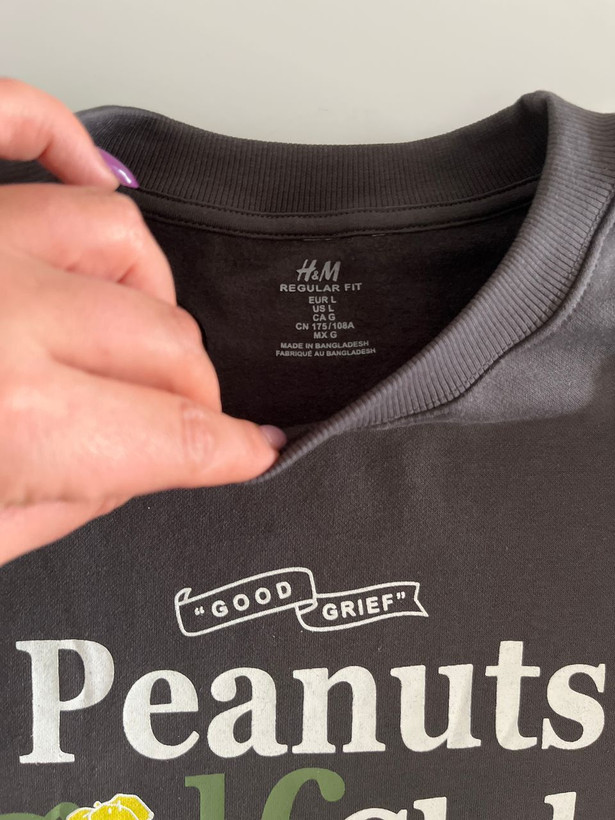 H&M
REGULAR FIT
EUR L
US L
CA G
CN 175/108A
MX G
MADE IN BANGLADESH
FABRIQUÉ AU BANGLADESH
"GOOD GRIEF"
Peanuts